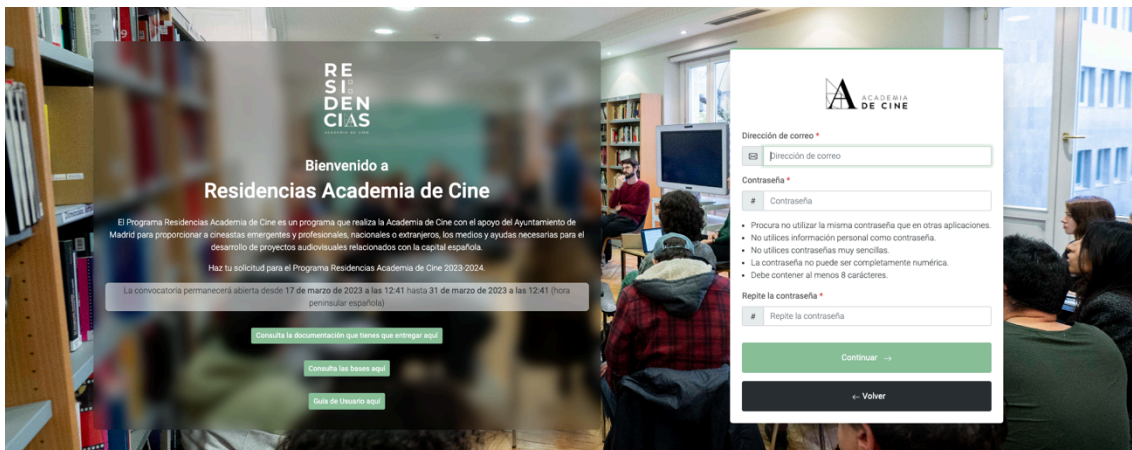 RE
SI
DEN
CIAS
ACADEMIA DE CINE
Bienvenido a
Residencias Academia de Cine
El Programa Residencias Academia de Cine es un programa que realiza la Academia de Cine con el apoyo del Ayuntamiento de
Madrid para proporcionar a cineastas emergentes y profesionales, nacionales o extranjeros, los medios y ayudas necesarias para el
desarrollo de proyectos audiovisuales relacionados con la capital española.
Haz tu solicitud para el Programa Residencias Academia de Cine 2023-2024.
La convocatoria permanecerá abierta desde 17 de marzo de 2023 a las 12:41 hasta 31 de marzo de 2023 a las 12:41 (hora
peninsular española)
Consulta la documentación que tienes que entregar aquí
Consulta las bases aquí
Guía de Usuario aquí
ACADEMIA
DE CINE
Dirección de correo *
Dirección de correo
Contraseña *
# Contraseña
• Procura no utilizar la misma contraseña que en otras aplicaciones.
• No utilices información personal como contraseña.
• No utilices contraseñas muy sencillas.
• La contraseña no puede ser completamente numérica.
• Debe contener al menos 8 carácteres.
Repite la contraseña *
# Repite la contraseña
Continuar →
← Volver